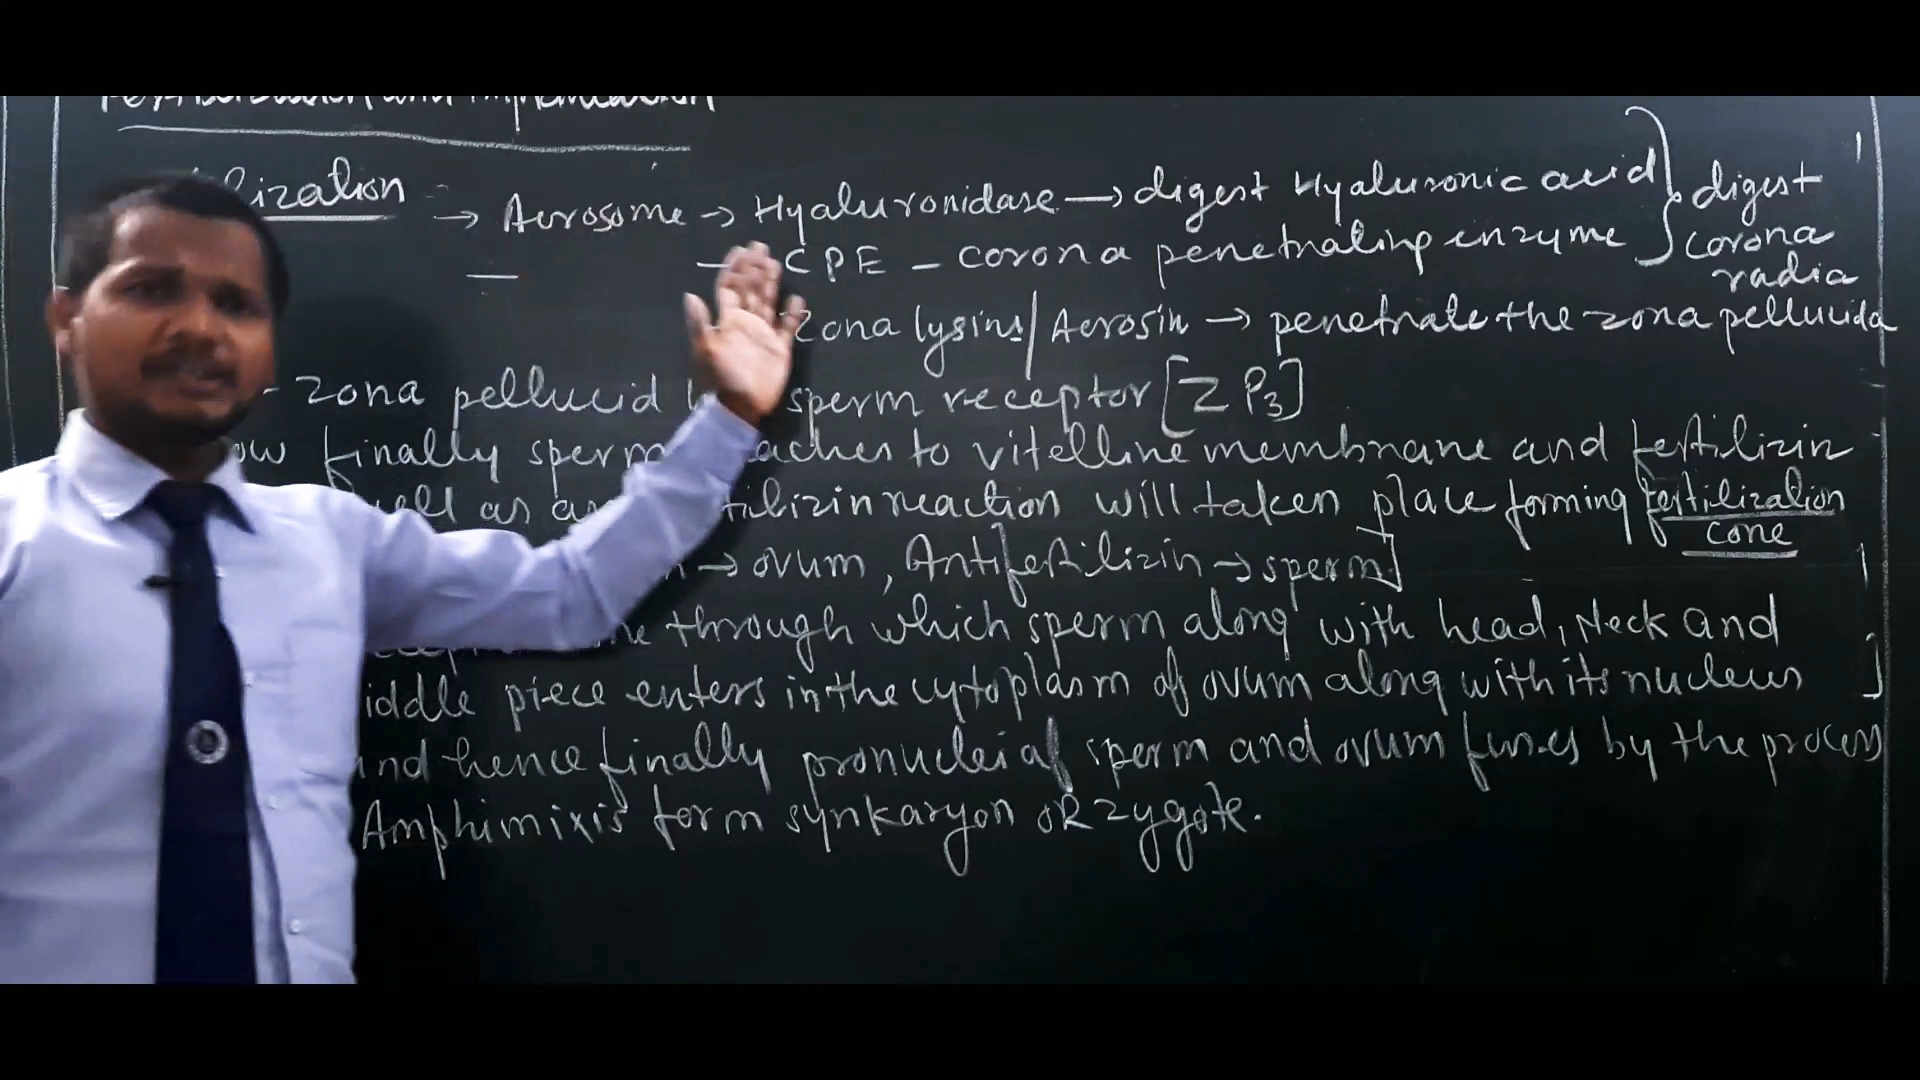 Fertilization and Implantation
lization
→ Acrosome → Hyaluronidase → digest Hyaluronic acid
digest corona radia
— CPE – corona penetrating enzyme
zona lysins/Acrosin → penetrate the zona pellucida
- zona pellucid sperm receptor [ZP3]
ow finally sperm eaches to vitelline membrane and fertilizin
well as an tilizin reaction will taken place forming fertilization cone
n → ovum, Antifertilizin → sperm]
ne through which sperm along with head, Neck and
iddle piece enters in the cytoplasm of ovum along with its nucleus
and hence finally pronuclei of sperm and ovum fuses by the process
Amphimixis form synkaryon OR zygote.